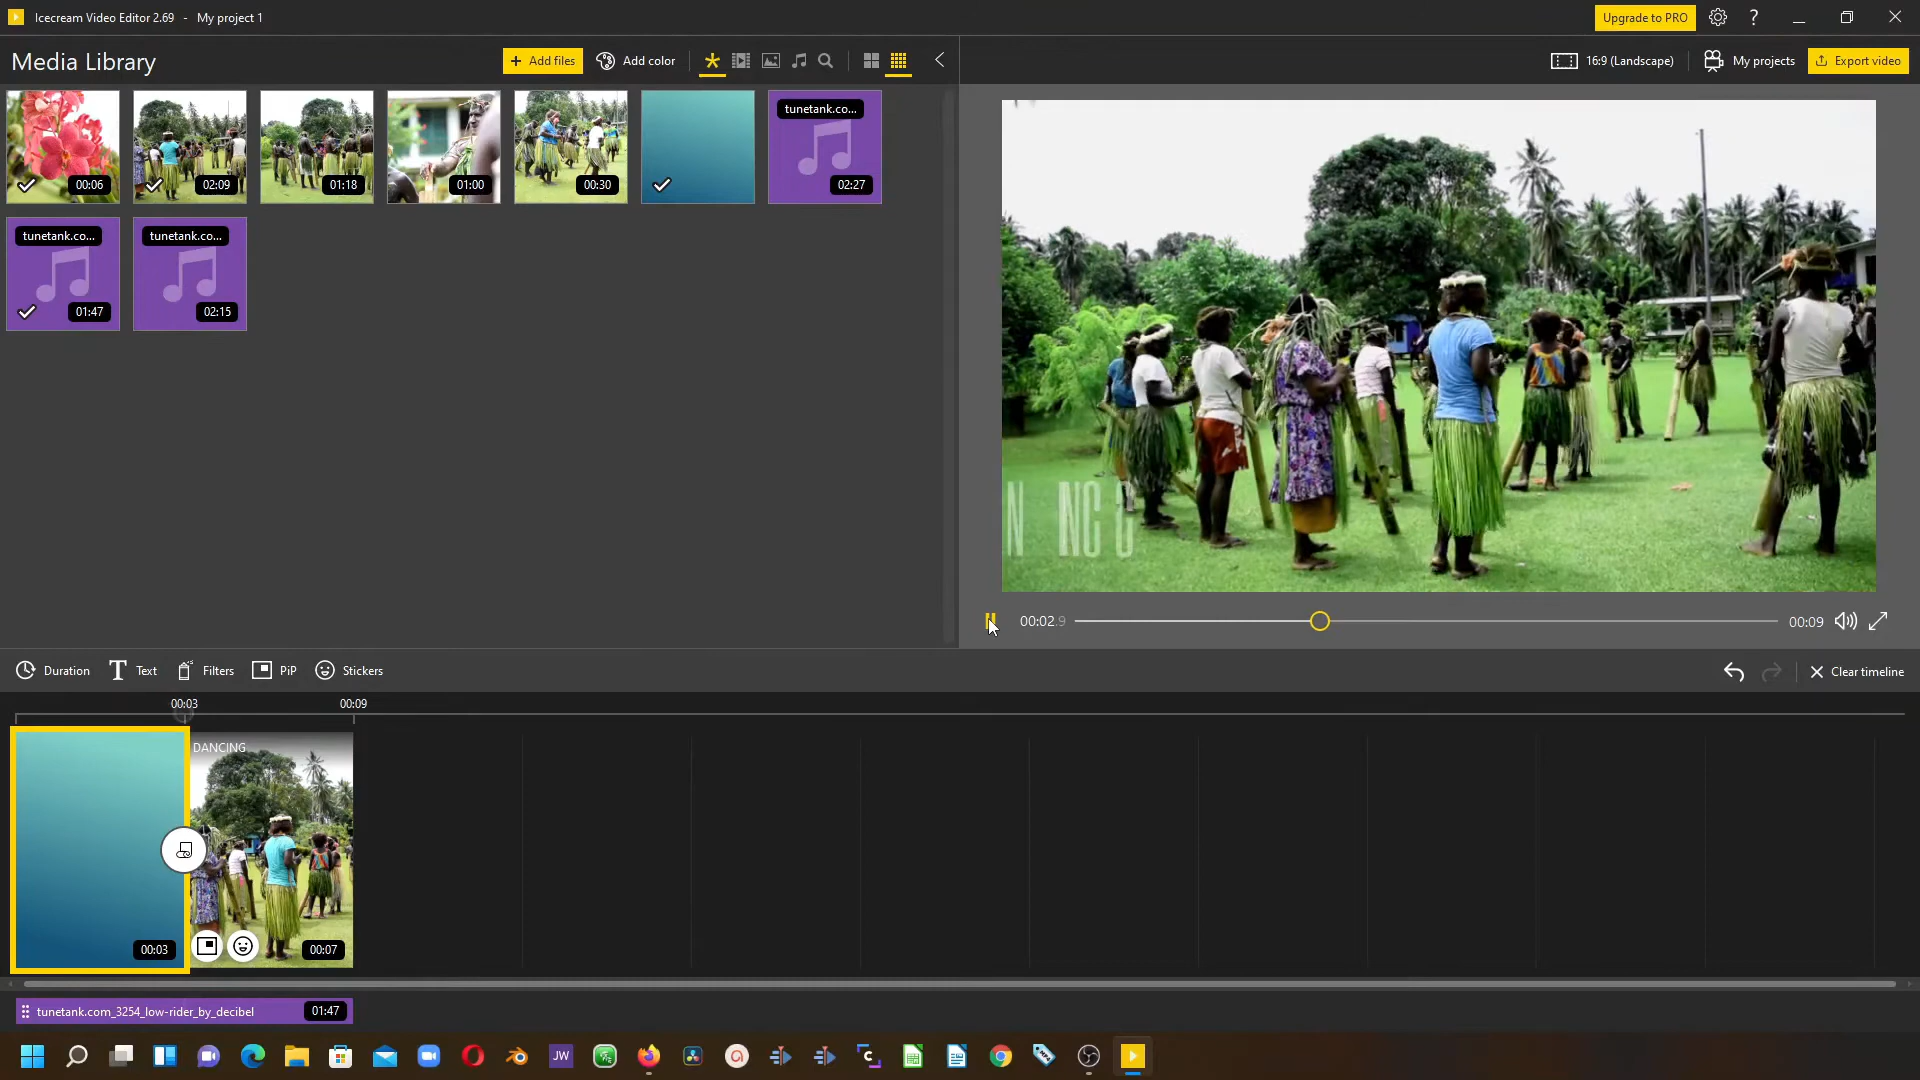 Icecream Video Editor 2.69 - My project 1
Upgrade to PRO
?
Media Library
+ Add files
Add color
16:9 (Landscape)
My projects
Export video
00:06
02:09
01:18
01:00
00:30
tunetank.co...
02:27
tunetank.co...
01:47
tunetank.co...
02:15
00:02.9
00:09
Duration
Text
Filters
PiP
Stickers
Clear timeline
00:03
00:09
DANCING
00:03
00:07
tunetank.com_3254_low-rider_by_decibel
01:47
JW